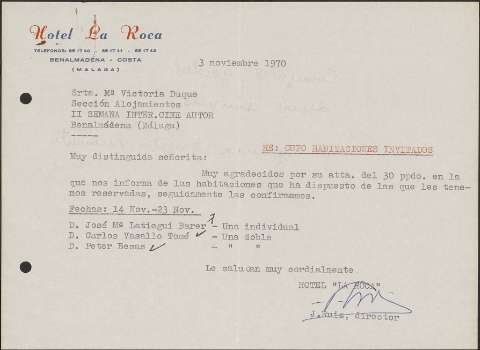 Hotel La Roca
BENALMADENA - COSTA
(MALAGA)
3 noviembre 1970
Srta. Mª Victoria Duque
Sección Alojamientos
II SEMANA INTER.CINE AUTOR
Benalmádena (Málaga)
-----
RE: CUPO HABITACIONES INVITADOS
Muy distinguida señorita:
Muy agradecidos por su atta. del 30 ppdo. en la
que nos informa de las habitaciones que ha dispuesto de las que les tene-
mos reservadas, seguidamente las confirmamos.
Fechas: 14 Nov.-23 Nov.
D. José Mª Latiegui - Una individual
D. Carlos Vasallo Tomé - Una doble
D. Peter Besas - " "
Le saludan muy cordialmente
HOTEL "LA ROCA"
director